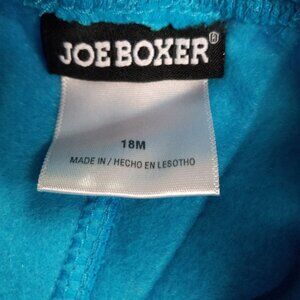 JOE BOXER®
18M
MADE IN / HECHO EN LESOTHO